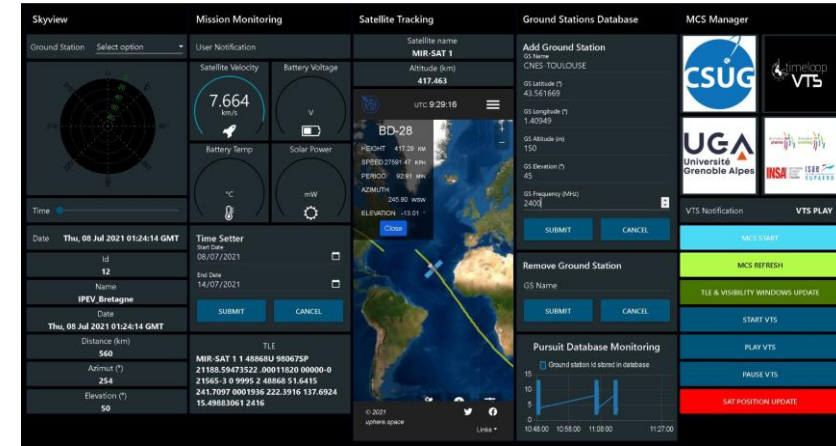 Skyview
Ground Station Select option
Time
Date Thu, 08 Jul 2021 01:24:14 GMT
Id
12
Name
IPEV_Bretagne
Date
Thu, 08 Jul 2021 01:24:14 GMT
Distance (km)
560
Azimut (°)
254
Elevation (°)
50
Mission Monitoring
User Notification
Satellite Velocity
7.664
km/s
Battery Voltage
V
Battery Temp
°C
Solar Power
mW
Time Setter
Start Date
08/07/2021
End Date
14/07/2021
SUBMIT CANCEL
TLE
MIR-SAT 1 1 48868U 98067SP
21188.59473522 .00011820 00000-0
21565-3 0 9995 2 48868 51.6415
241.7097 0001936 222.3916 137.6924
15.49883061 2416
Satellite Tracking
Satellite name
MIR-SAT 1
Altitude (km)
417.463
UTC 9:29:16
BD-28
HEIGHT 417.29 KM
SPEED 27591.47 KPH
PERIOD 92.91 MIN
AZIMUTH
245.90 WSW
ELEVATION -13.01 °
Close
© 2021
uphere.space
Links
Ground Stations Database
Add Ground Station
GS Name
CNES-TOULOUSE
GS Latitude (°)
43.561669
GS Longitude (°)
1.40949
GS Altitude (m)
150
GS Elevation (°)
45
GS Frequency (MHz)
2400
SUBMIT CANCEL
Remove Ground Station
GS Name
SUBMIT CANCEL
Pursuit Database Monitoring
Ground station Id stored in database
15
10
5
0
10:48:00 10:58:00 11:08:00 11:27:00
MCS Manager
CSUG
timeloop
VTS
UGA
Université
Grenoble Alpes
INSA
VTS Notification VTS PLAY
MCS START
MCS REFRESH
TLE & VISIBILITY WINDOWS UPDATE
START VTS
PLAY VTS
PAUSE VTS
SAT POSITION UPDATE